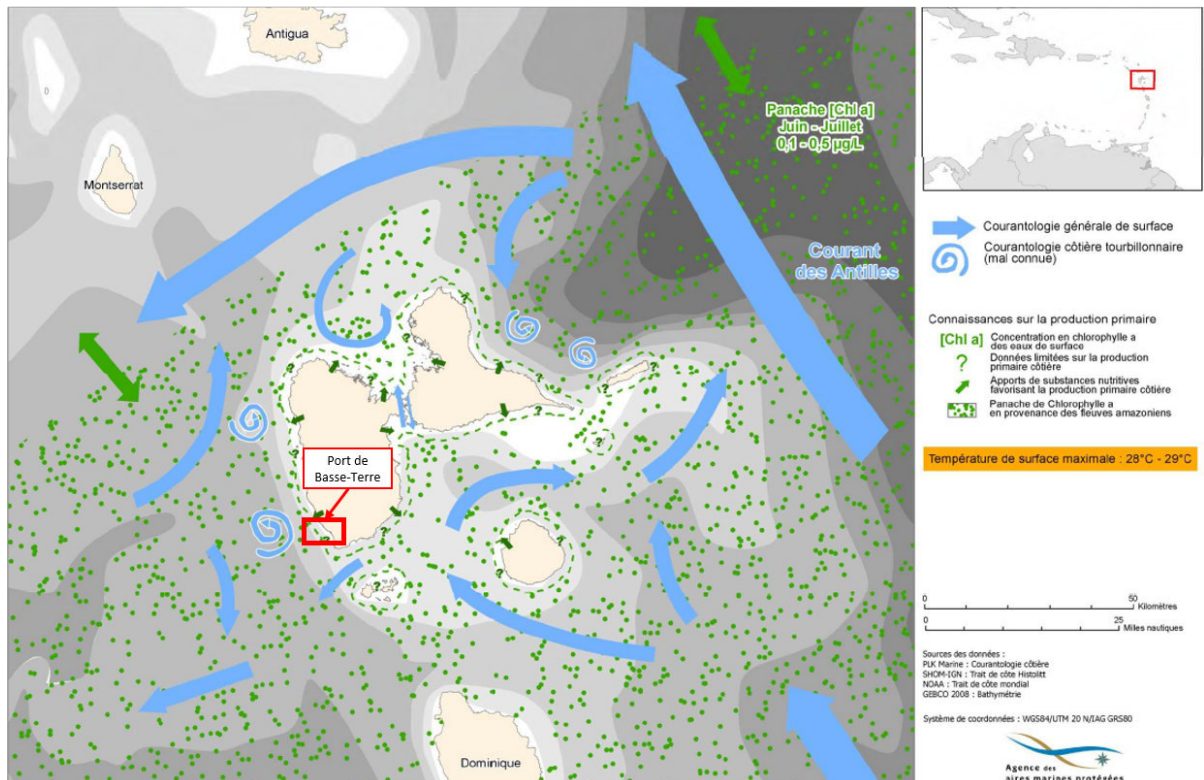 Antigua
Montserrat
Panache [Chl a]
Juin - Juillet
0,1 - 0,5 µg/L
Courant
des Antilles
Port de
Basse-Terre
Dominique
?
?
?
?
?
?
?
?
?
?
?
?
Courantologie générale de surface
Courantologie côtière tourbillonnaire
(mal connue)
Connaissances sur la production primaire
[Chl a] Concentration en chlorophylle a
des eaux de surface
? Données limitées sur la production
primaire côtière
Apports de substances nutritives
favorisant la production primaire côtière
Panache de Chlorophylle a
en provenance des fleuves amazoniens
Température de surface maximale : 28°C - 29°C
0 50
Kilomètres
0 25
Milles nautiques
Sources des données :
PLK Marine : Courantologie côtière
SHOM-IGN : Trait de côte Histolitt
NOAA : Trait de côte mondial
GEBCO 2008 : Bathymétrie
Système de coordonnées : WGS84/UTM 20 N/IAG GRS80
Agence des
aires marines protégées